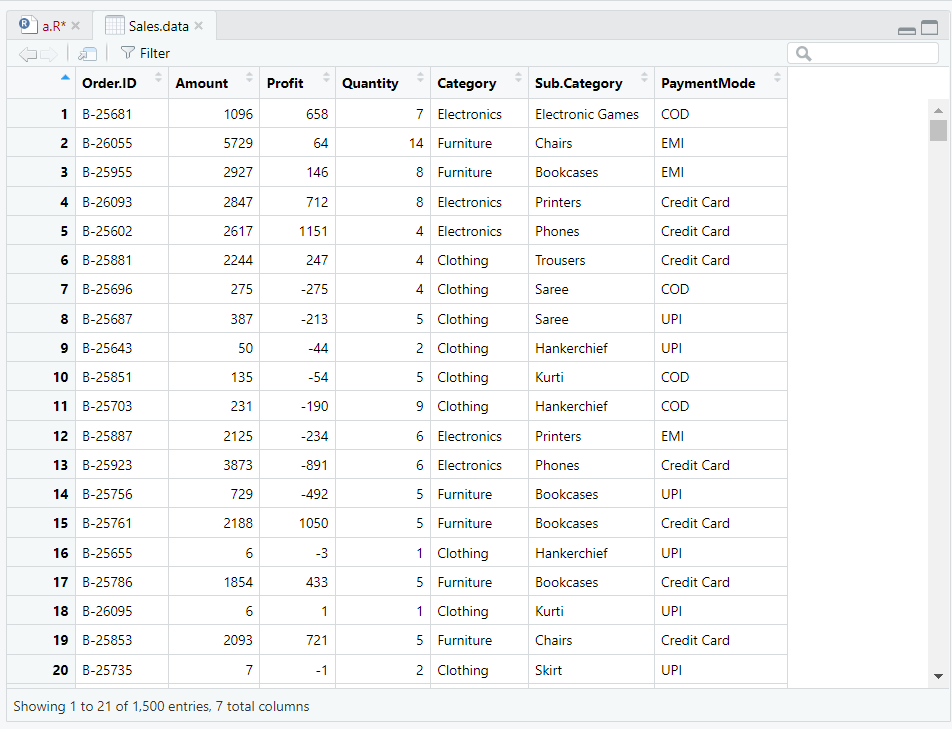 a.R* Sales.data
Filter
Order.ID Amount Profit Quantity Category Sub.Category PaymentMode
1 B-25681 1096 658 7 Electronics Electronic Games COD
2 B-26055 5729 64 14 Furniture Chairs EMI
3 B-25955 2927 146 8 Furniture Bookcases EMI
4 B-26093 2847 712 8 Electronics Printers Credit Card
5 B-25602 2617 1151 4 Electronics Phones Credit Card
6 B-25881 2244 247 4 Clothing Trousers Credit Card
7 B-25696 275 -275 4 Clothing Saree COD
8 B-25687 387 -213 5 Clothing Saree UPI
9 B-25643 50 -44 2 Clothing Hankerchief UPI
10 B-25851 135 -54 5 Clothing Kurti COD
11 B-25703 231 -190 9 Clothing Hankerchief COD
12 B-25887 2125 -234 6 Electronics Printers EMI
13 B-25923 3873 -891 6 Electronics Phones Credit Card
14 B-25756 729 -492 5 Furniture Bookcases UPI
15 B-25761 2188 1050 5 Furniture Bookcases Credit Card
16 B-25655 6 -3 1 Clothing Hankerchief UPI
17 B-25786 1854 433 5 Furniture Bookcases Credit Card
18 B-26095 6 1 1 Clothing Kurti UPI
19 B-25853 2093 721 5 Furniture Chairs Credit Card
20 B-25735 7 -1 2 Clothing Skirt UPI
Showing 1 to 21 of 1,500 entries, 7 total columns